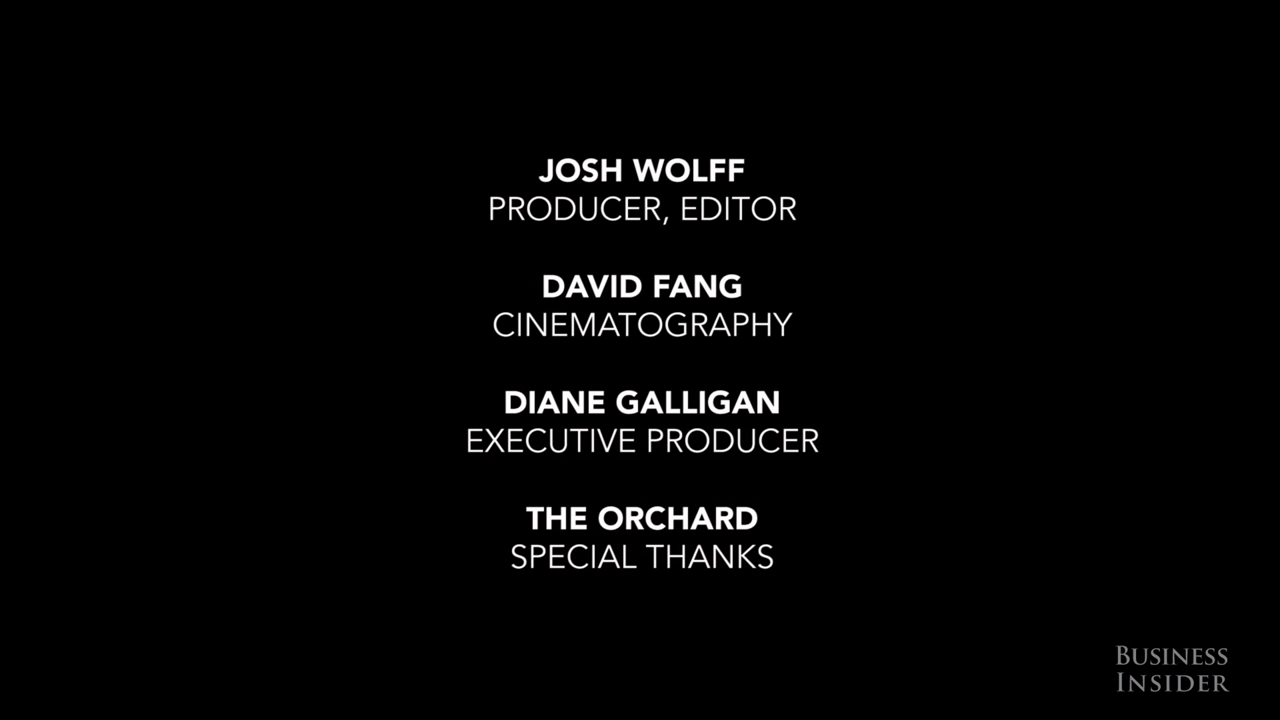 JOSH WOLFF
PRODUCER, EDITOR
DAVID FANG
CINEMATOGRAPHY
DIANE GALLIGAN
EXECUTIVE PRODUCER
THE ORCHARD
SPECIAL THANKS
BUSINESS
INSIDER